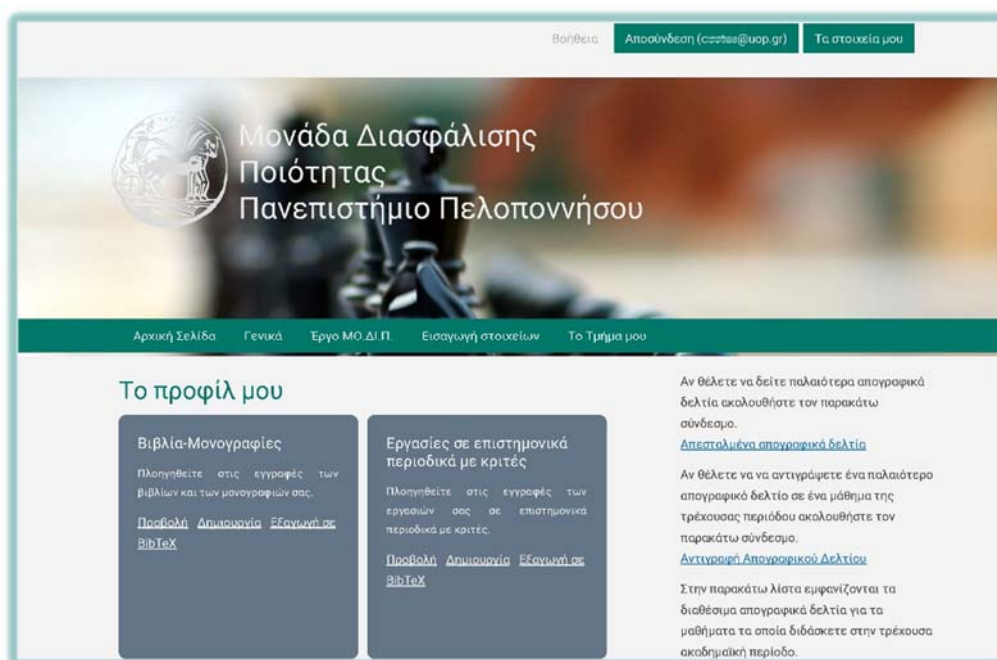 Βοήθεια
Αποσύνδεση (@uop.gr)
Τα στοιχεία μου
Μονάδα Διασφάλισης
Ποιότητας
Πανεπιστήμιο Πελοποννήσου
Αρχική Σελίδα Γενικά Έργο ΜΟ.ΔΙ.Π. Εισαγωγή στοιχείων Το Τμήμα μου
Το προφίλ μου
Βιβλία-Μονογραφίες
Πλοηγηθείτε στις εγγραφές των
βιβλίων και των μονογραφιών σας.
Προβολή Δημιουργία Εξαγωγή σε
BibTeX
Εργασίες σε επιστημονικά
περιοδικά με κριτές
Πλοηγηθείτε στις εγγραφές των
εργασιών σας σε επιστημονικά
περιοδικά με κριτές.
Προβολή Δημιουργία Εξαγωγή σε
BibTeX
Αν θέλετε να δείτε παλαιότερα απογραφικά
δελτία ακολουθήστε τον παρακάτω
σύνδεσμο.
Απεσταλμένα απογραφικά δελτία
Αν θέλετε να να αντιγράψετε ένα παλαιότερο
απογραφικό δελτίο σε ένα μάθημα της
τρέχουσας περιόδου ακολουθήστε τον
παρακάτω σύνδεσμο.
Αντιγραφή Απογραφικού Δελτίου
Στην παρακάτω λίστα εμφανίζονται τα
διαθέσιμα απογραφικά δελτία για τα
μαθήματα τα οποία διδάσκετε στην τρέχουσα
ακαδημαϊκή περίοδο.